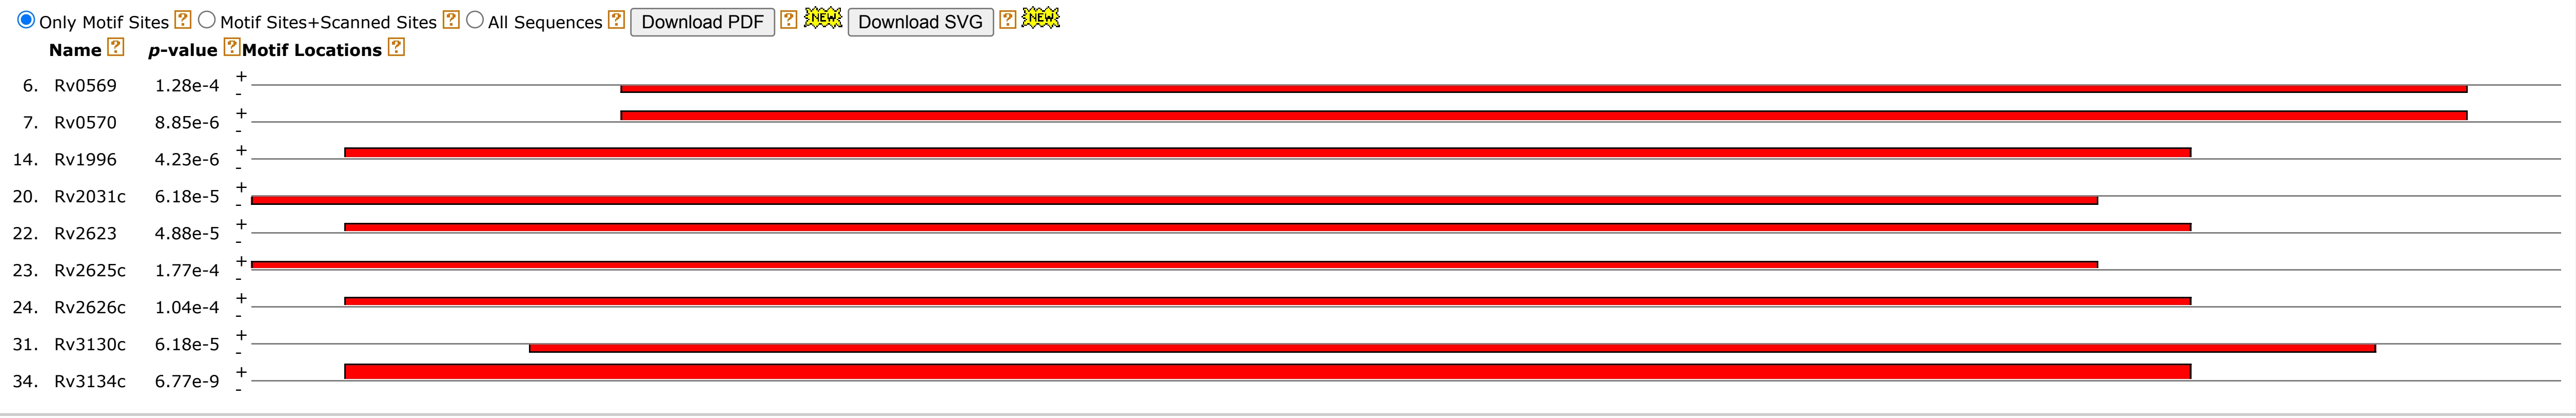 Only Motif Sites ? Motif Sites+Scanned Sites ? All Sequences ? Download PDF ? NEW Download SVG ? NEW
Name ? p-value ? Motif Locations ?
6. Rv0569 1.28e-4 + -
7. Rv0570 8.85e-6 + -
14. Rv1996 4.23e-6 + -
20. Rv2031c 6.18e-5 + -
22. Rv2623 4.88e-5 + -
23. Rv2625c 1.77e-4 + -
24. Rv2626c 1.04e-4 + -
31. Rv3130c 6.18e-5 + -
34. Rv3134c 6.77e-9 + -